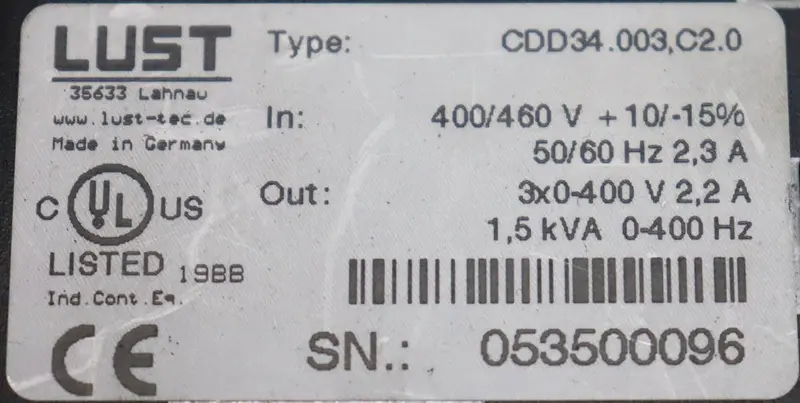 LUST
Type: CDD34.003,C2.0
35633 Lahnau
www.lust-tec.de
Made in Germany
In: 400/460 V +10/-15%
50/60 Hz 2,3 A
Out: 3x0-400 V 2,2 A
1,5 kVA 0-400 Hz
C UL US
LISTED 19BB
Ind.Cont.Eq.
CE
SN.: 053500096